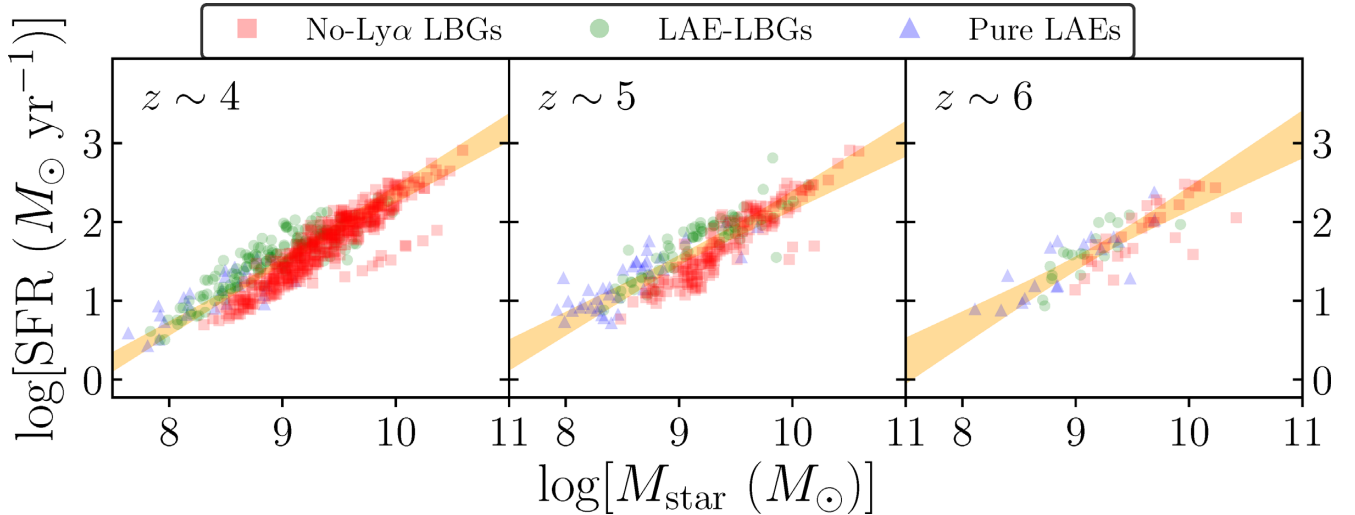 No-Lyα LBGs LAE-LBGs Pure LAEs
z ∼ 4 z ∼ 5 z ∼ 6
log[SFR (M⊙ yr⁻¹)]
3 3
2 2
1 1
0 0
8 9 10 11 8 9 10 11 8 9 10 11
log[Mstar (M⊙)]